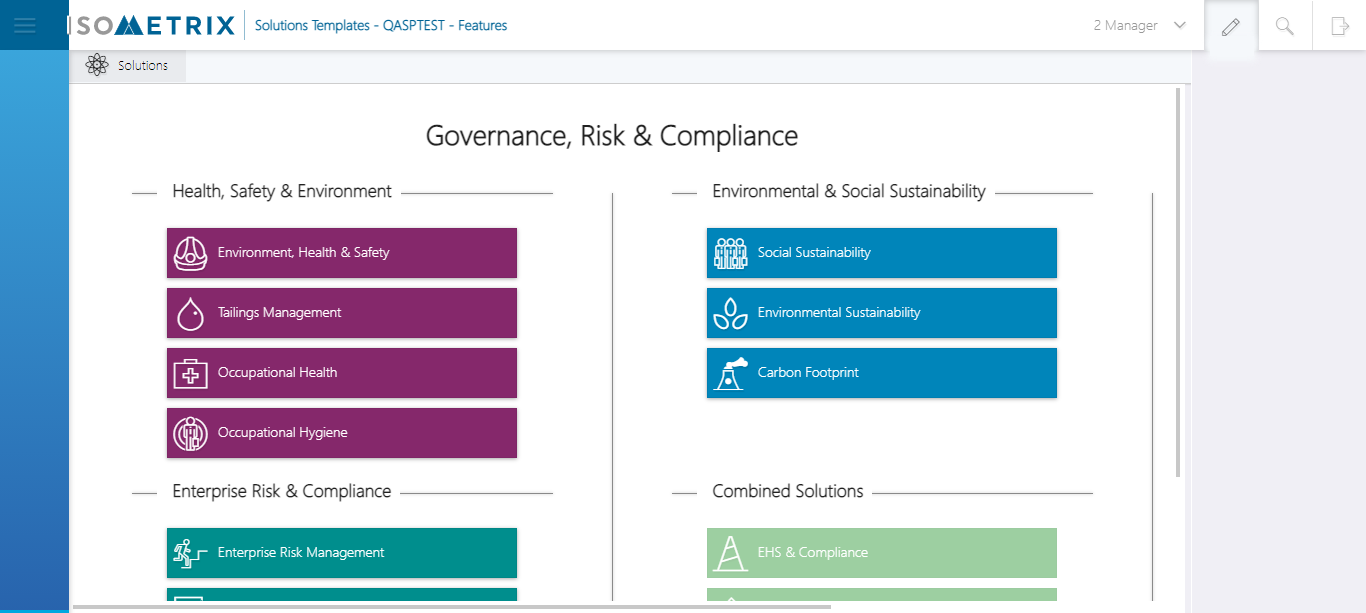 ISOMETRIX
Solutions Templates - QASPTEST - Features
2 Manager
Solutions
Governance, Risk & Compliance
Health, Safety & Environment
Environment, Health & Safety
Tailings Management
Occupational Health
Occupational Hygiene
Environmental & Social Sustainability
Social Sustainability
Environmental Sustainability
Carbon Footprint
Enterprise Risk & Compliance
Enterprise Risk Management
Combined Solutions
EHS & Compliance